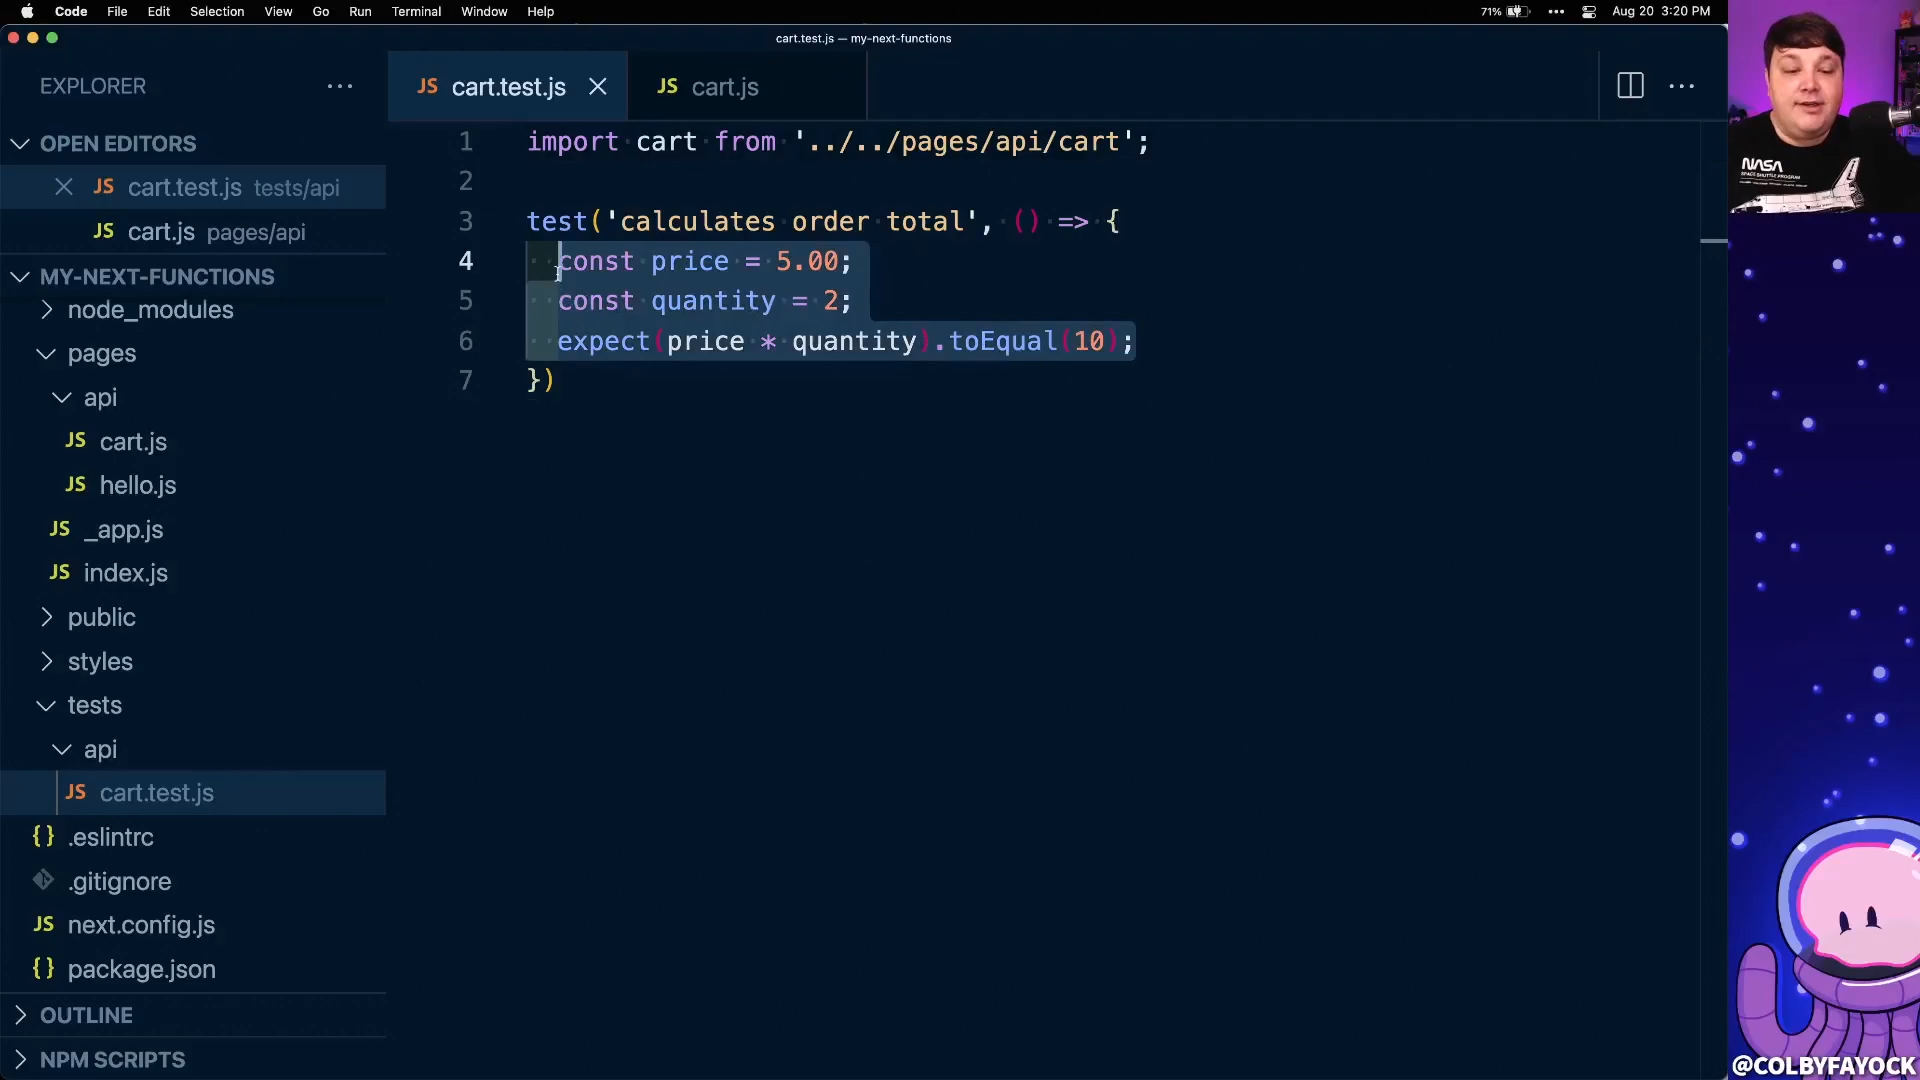 Code File Edit Selection View Go Run Terminal Window Help 71% Aug 20 3:20 PM
cart.test.js — my-next-functions
EXPLORER
OPEN EDITORS
JS cart.test.js tests/api
JS cart.js pages/api
MY-NEXT-FUNCTIONS
node_modules
pages
api
JS cart.js
JS hello.js
JS _app.js
JS index.js
public
styles
tests
api
JS cart.test.js
{} .eslintrc
.gitignore
JS next.config.js
{} package.json
OUTLINE
NPM SCRIPTS
JS cart.test.js JS cart.js
1 import cart from '../../pages/api/cart';
2
3 test('calculates order total', () => {
4 const price = 5.00;
5 const quantity = 2;
6 expect(price * quantity).toEqual(10);
7 })
NASA
SPACE SHUTTLE PROGRAM
@COLBYFAYOCK